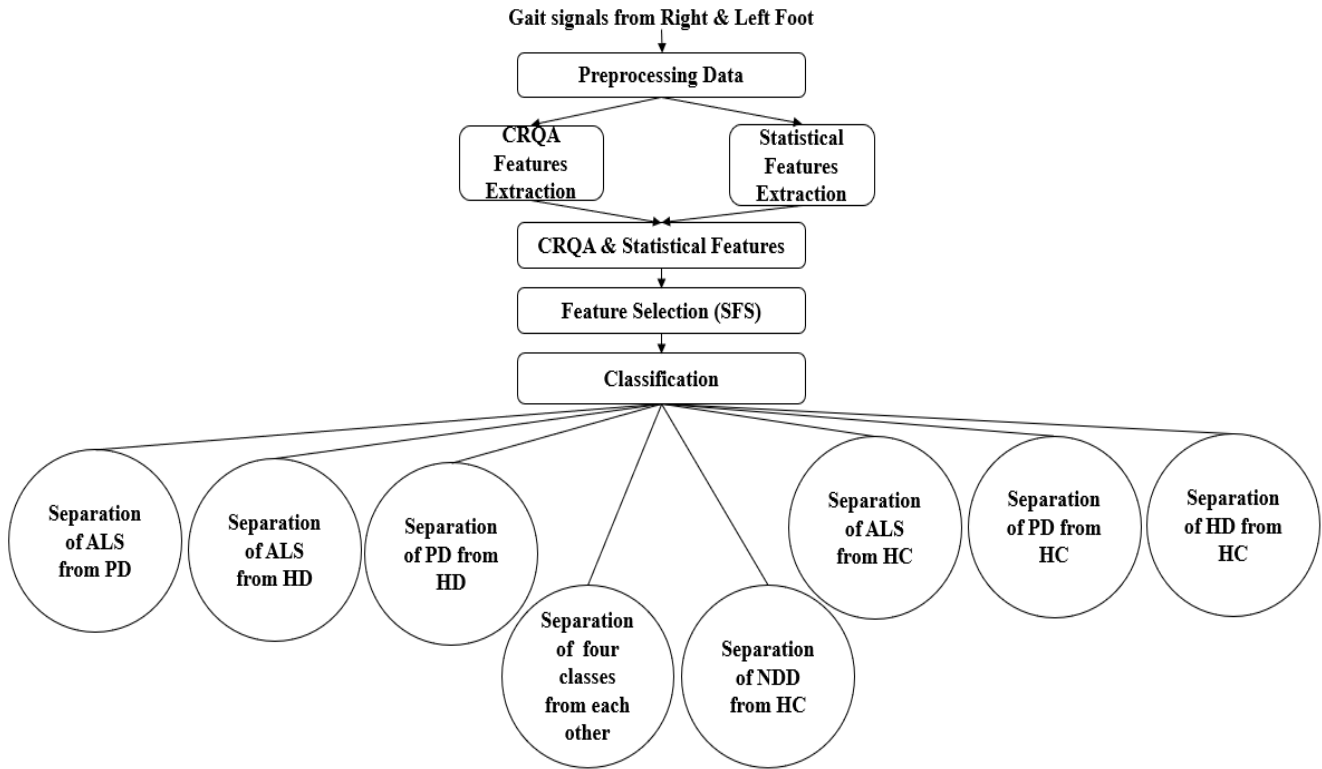 Gait signals from Right & Left Foot
Preprocessing Data
CRQA
Features
Extraction
Statistical
Features
Extraction
CRQA & Statistical Features
Feature Selection (SFS)
Classification
Separation
of ALS
from PD
Separation
of ALS
from HD
Separation
of PD from
HD
Separation
of four
classes
from each
other
Separation
of NDD
from HC
Separation
of ALS
from HC
Separation
of PD from
HC
Separation
of HD from
HC